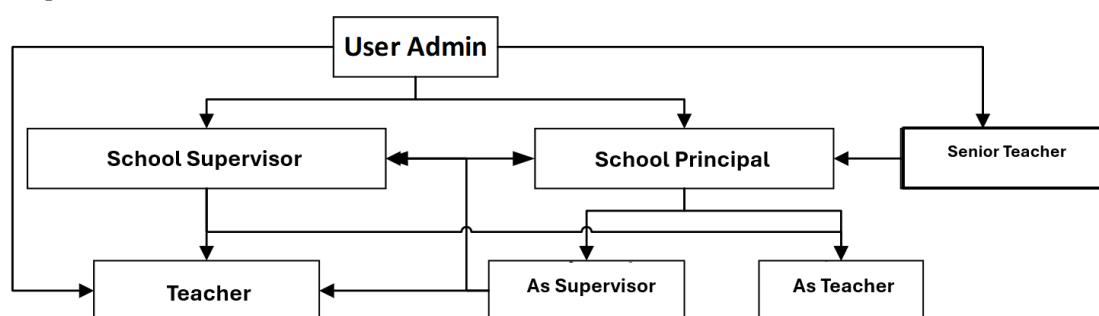 User Admin
School Supervisor
School Principal
Senior Teacher
Teacher
As Supervisor
As Teacher